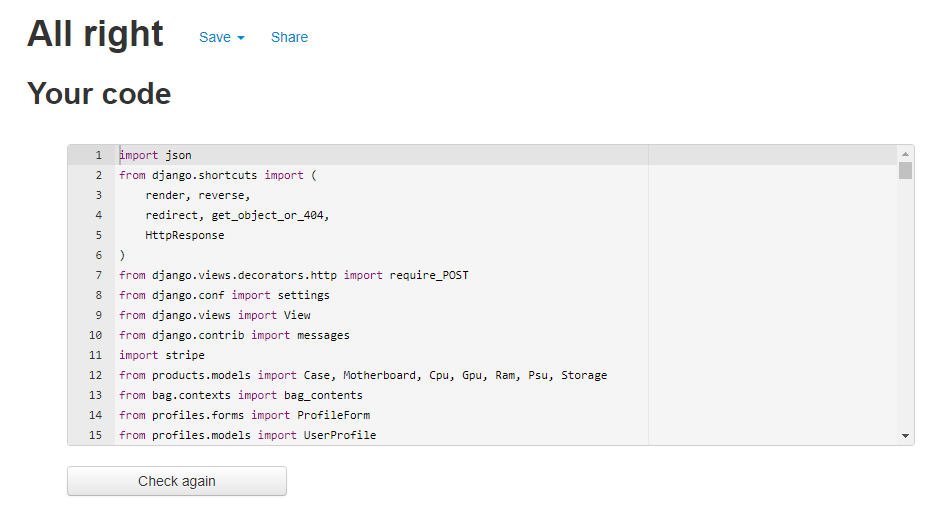 All right Save Share
Your code
1 import json
2 from django.shortcuts import (
3 render, reverse,
4 redirect, get_object_or_404,
5 HttpResponse
6 )
7 from django.views.decorators.http import require_POST
8 from django.conf import settings
9 from django.views import View
10 from django.contrib import messages
11 import stripe
12 from products.models import Case, Motherboard, Cpu, Gpu, Ram, Psu, Storage
13 from bag.contexts import bag_contents
14 from profiles.forms import ProfileForm
15 from profiles.models import UserProfile
Check again